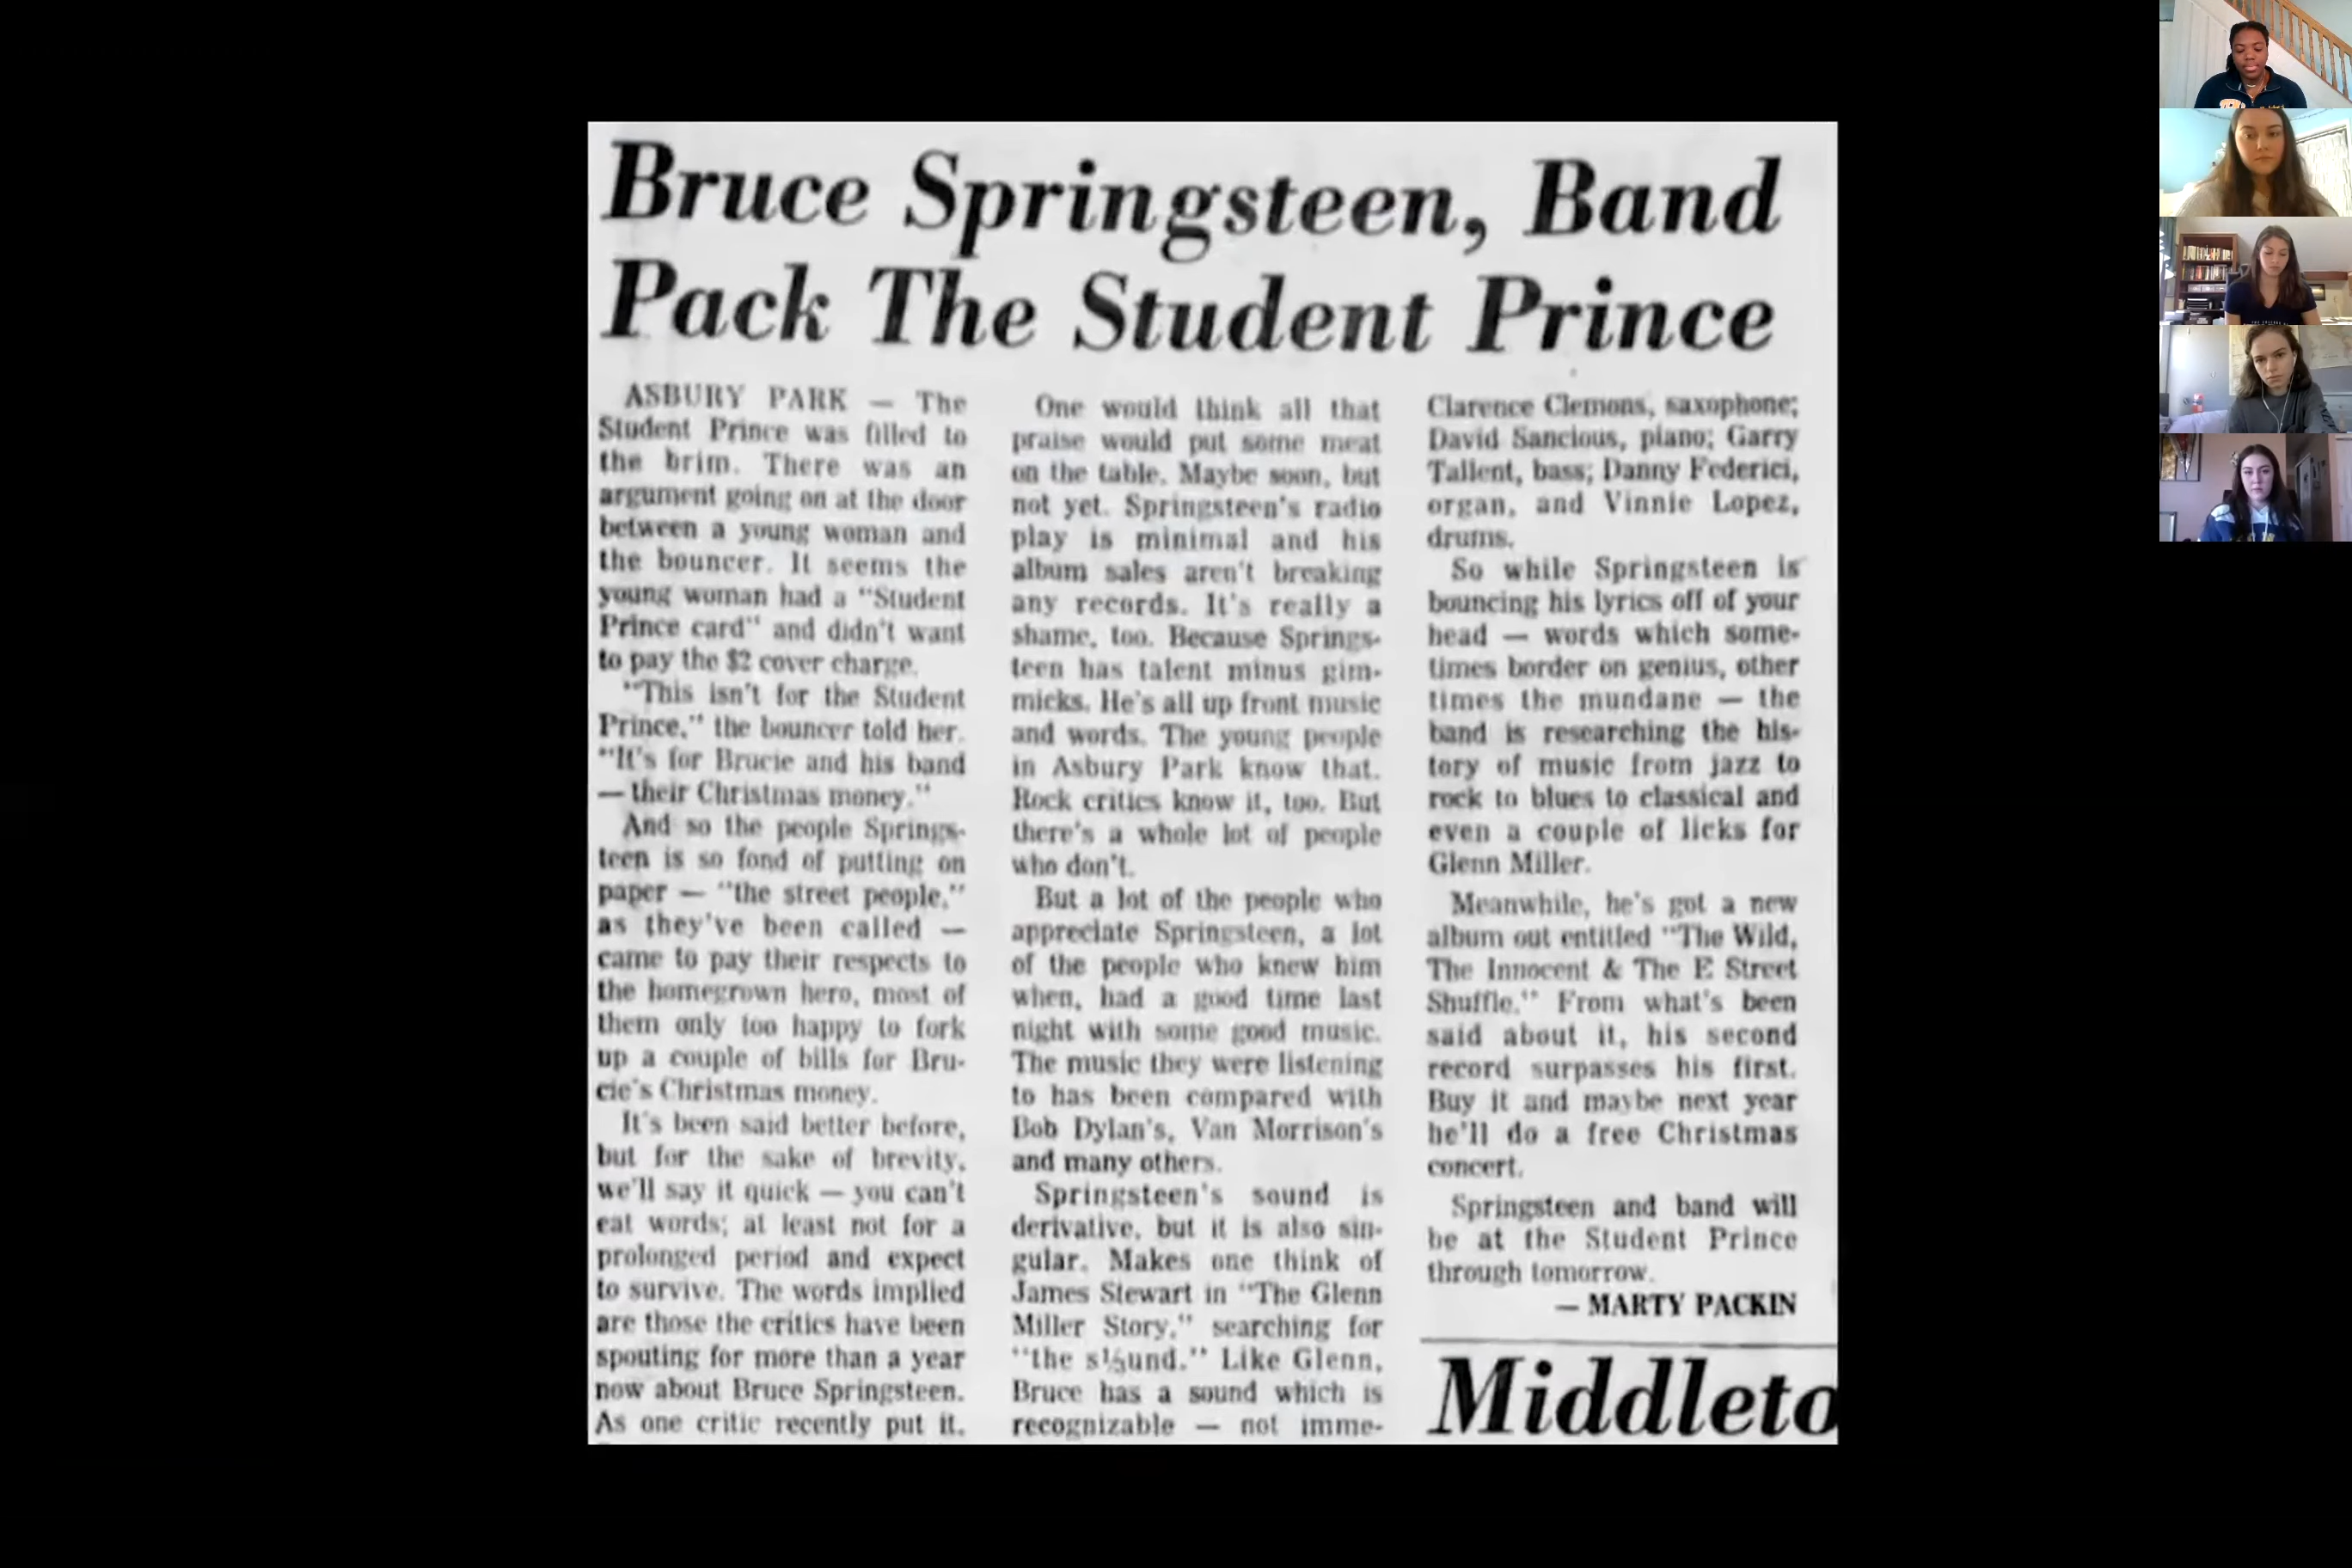 Bruce Springsteen, Band
Pack The Student Prince
ASBURY PARK — The
Student Prince was filled to
the brim. There was an
argument going on at the door
between a young woman and
the bouncer. It seems the
young woman had a "Student
Prince card" and didn't want
to pay the $2 cover charge.
"This isn't for the Student
Prince," the bouncer told her.
"It's for Brucie and his band
— their Christmas money."
And so the people Springs-
teen is so fond of putting on
paper — "the street people,"
as they've been called —
came to pay their respects to
the homegrown hero, most of
them only too happy to fork
up a couple of bills for Bru-
cie's Christmas money.
It's been said better before,
but for the sake of brevity,
we'll say it quick — you can't
eat words; at least not for a
prolonged period and expect
to survive. The words implied
are those the critics have been
spouting for more than a year
now about Bruce Springsteen.
As one critic recently put it,
One would think all that
praise would put some meat
on the table. Maybe soon, but
not yet. Springsteen's radio
play is minimal and his
album sales aren't breaking
any records. It's really a
shame, too. Because Springs-
teen has talent minus gim-
micks. He's all up front music
and words. The young people
in Asbury Park know that.
Rock critics know it, too. But
there's a whole lot of people
who don't.
But a lot of the people who
appreciate Springsteen, a lot
of the people who knew him
when, had a good time last
night with some good music.
The music they were listening
to has been compared with
Bob Dylan's, Van Morrison's
and many others.
Springsteen's sound is
derivative, but it is also sin-
gular. Makes one think of
James Stewart in "The Glenn
Miller Story," searching for
"the s⅓und." Like Glenn,
Bruce has a sound which is
recognizable — not imme-
Clarence Clemons, saxophone;
David Sancious, piano; Garry
Tallent, bass; Danny Federici,
organ, and Vinnie Lopez,
drums.
So while Springsteen is
bouncing his lyrics off of your
head — words which some-
times border on genius, other
times the mundane — the
band is researching the his-
tory of music from jazz to
rock to blues to classical and
even a couple of licks for
Glenn Miller.
Meanwhile, he's got a new
album out entitled "The Wild,
The Innocent & The E Street
Shuffle." From what's been
said about it, his second
record surpasses his first.
Buy it and maybe next year
he'll do a free Christmas
concert.
Springsteen and band will
be at the Student Prince
through tomorrow.
— MARTY PACKIN
Middleto